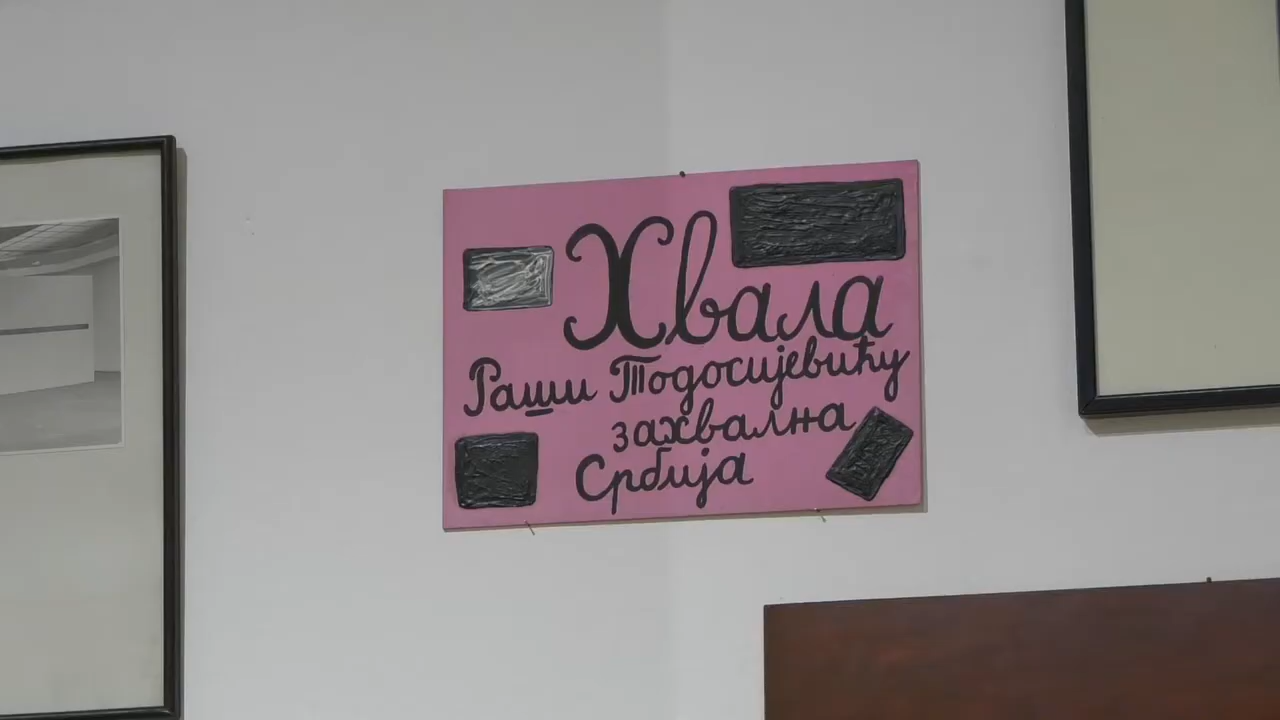 Хвала
Раши Тодосијевићу
захвална
Србија